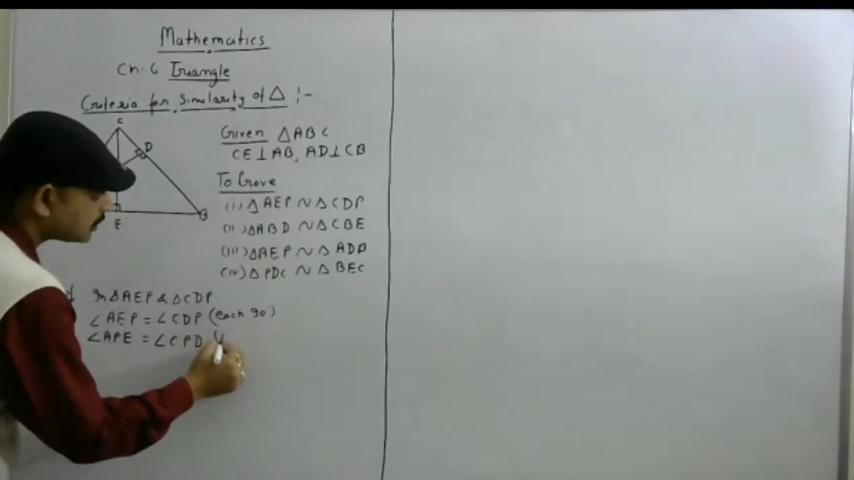 Mathematics
Ch-6 Triangle
Criteria for Similarity of △ :-
C
D
B
E
Given △ABC
CE⊥AB, AD⊥CB
To Prove
(i) △AEP ~ △CDP
(ii) △ABD ~ △CBE
(iii) △AEP ~ △ADB
(iv) △PDC ~ △BEC
In △AEP & △CDP
∠AEP = ∠CDP (each 90)
∠APE = ∠CPD